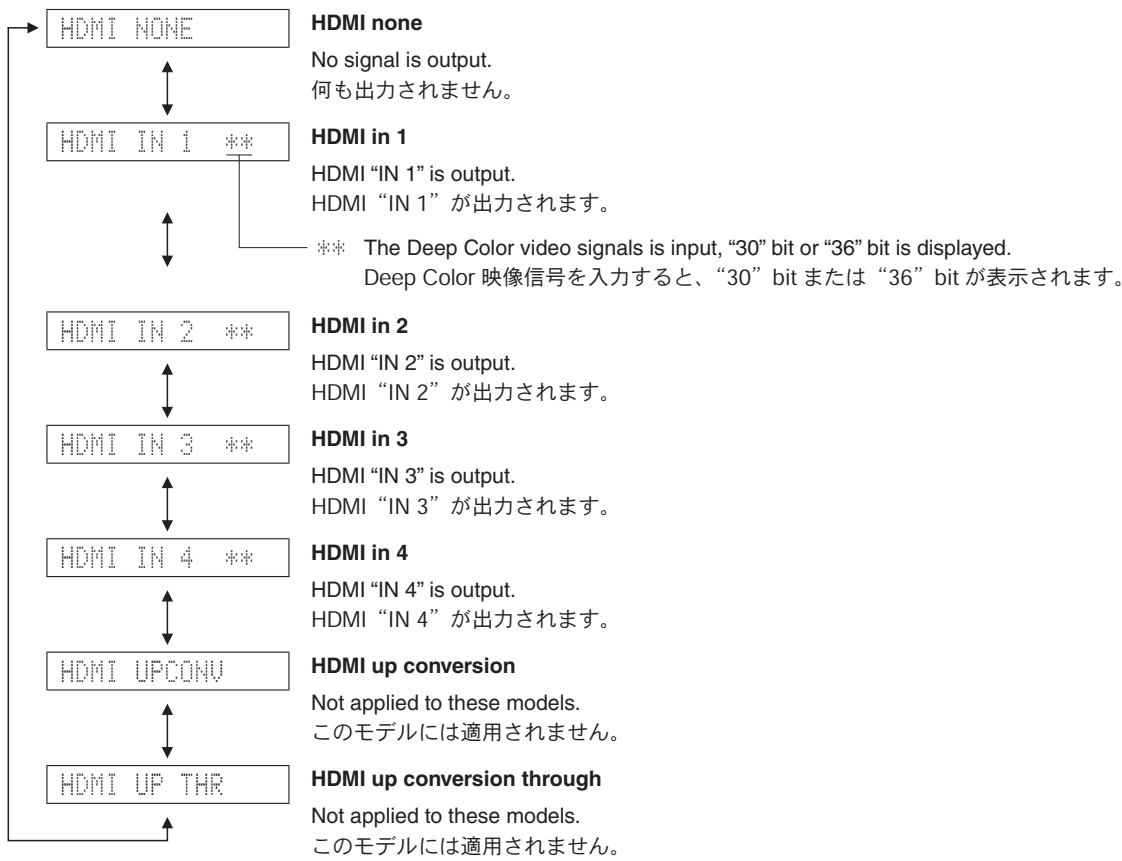 HDMI NONE
HDMI none
No signal is output.
何も出力されません。
HDMI IN 1 **
HDMI in 1
HDMI “IN 1” is output.
HDMI“IN 1”が出力されます。
** The Deep Color video signals is input, “30” bit or “36” bit is displayed.
Deep Color 映像信号を入力すると、“30”bit または“36”bit が表示されます。
HDMI IN 2 **
HDMI in 2
HDMI “IN 2” is output.
HDMI“IN 2”が出力されます。
HDMI IN 3 **
HDMI in 3
HDMI “IN 3” is output.
HDMI“IN 3”が出力されます。
HDMI IN 4 **
HDMI in 4
HDMI “IN 4” is output.
HDMI“IN 4”が出力されます。
HDMI UPCONV
HDMI up conversion
Not applied to these models.
このモデルには適用されません。
HDMI UP THR
HDMI up conversion through
Not applied to these models.
このモデルには適用されません。